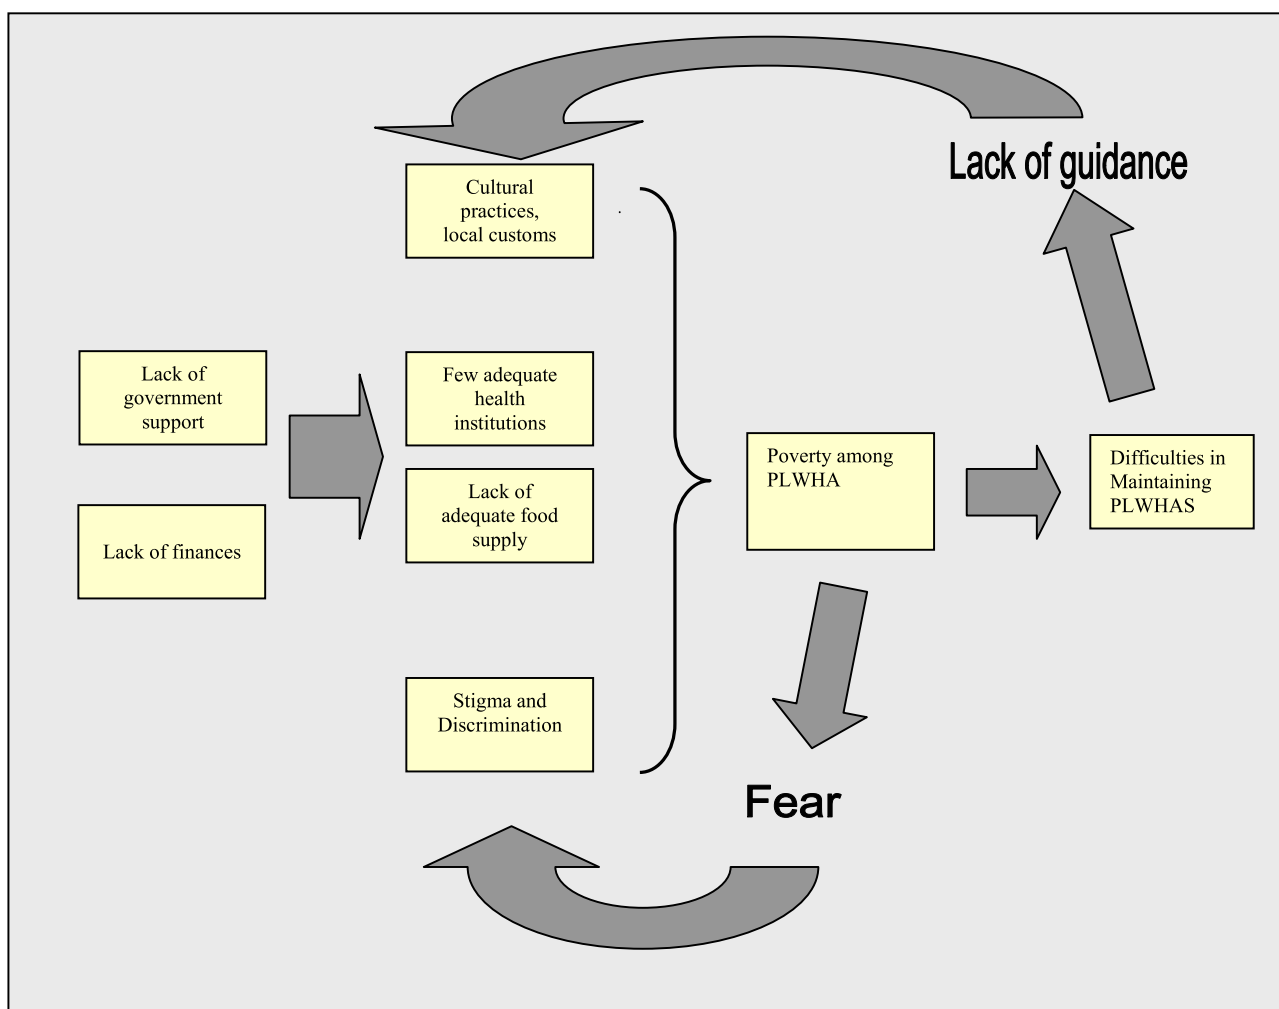 Lack of guidance
Cultural
practices,
local customs
Lack of
government
support
Few adequate
health
institutions
Lack of finances
Lack of
adequate food
supply
Poverty among
PLWHA
Difficulties in
Maintaining
PLWHAS
Stigma and
Discrimination
Fear